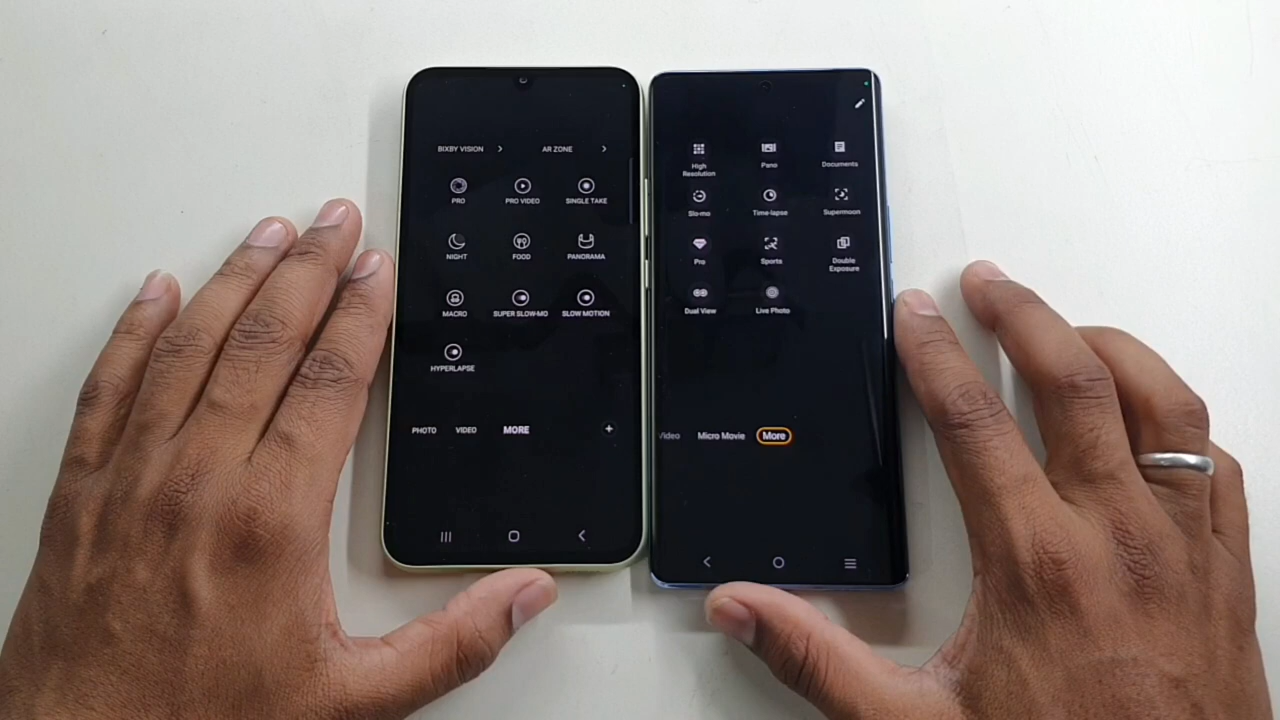 BIXBY VISION
AR ZONE
PRO
PRO VIDEO
SINGLE TAKE
NIGHT
FOOD
PANORAMA
MACRO
SUPER SLOW-MO
SLOW MOTION
HYPERLAPSE
PHOTO
VIDEO
MORE
High
Resolution
Pano
Documents
Slo-mo
Time-lapse
Supermoon
Pro
Sports
Double
Exposure
Dual View
Live Photo
Video
Micro Movie
More